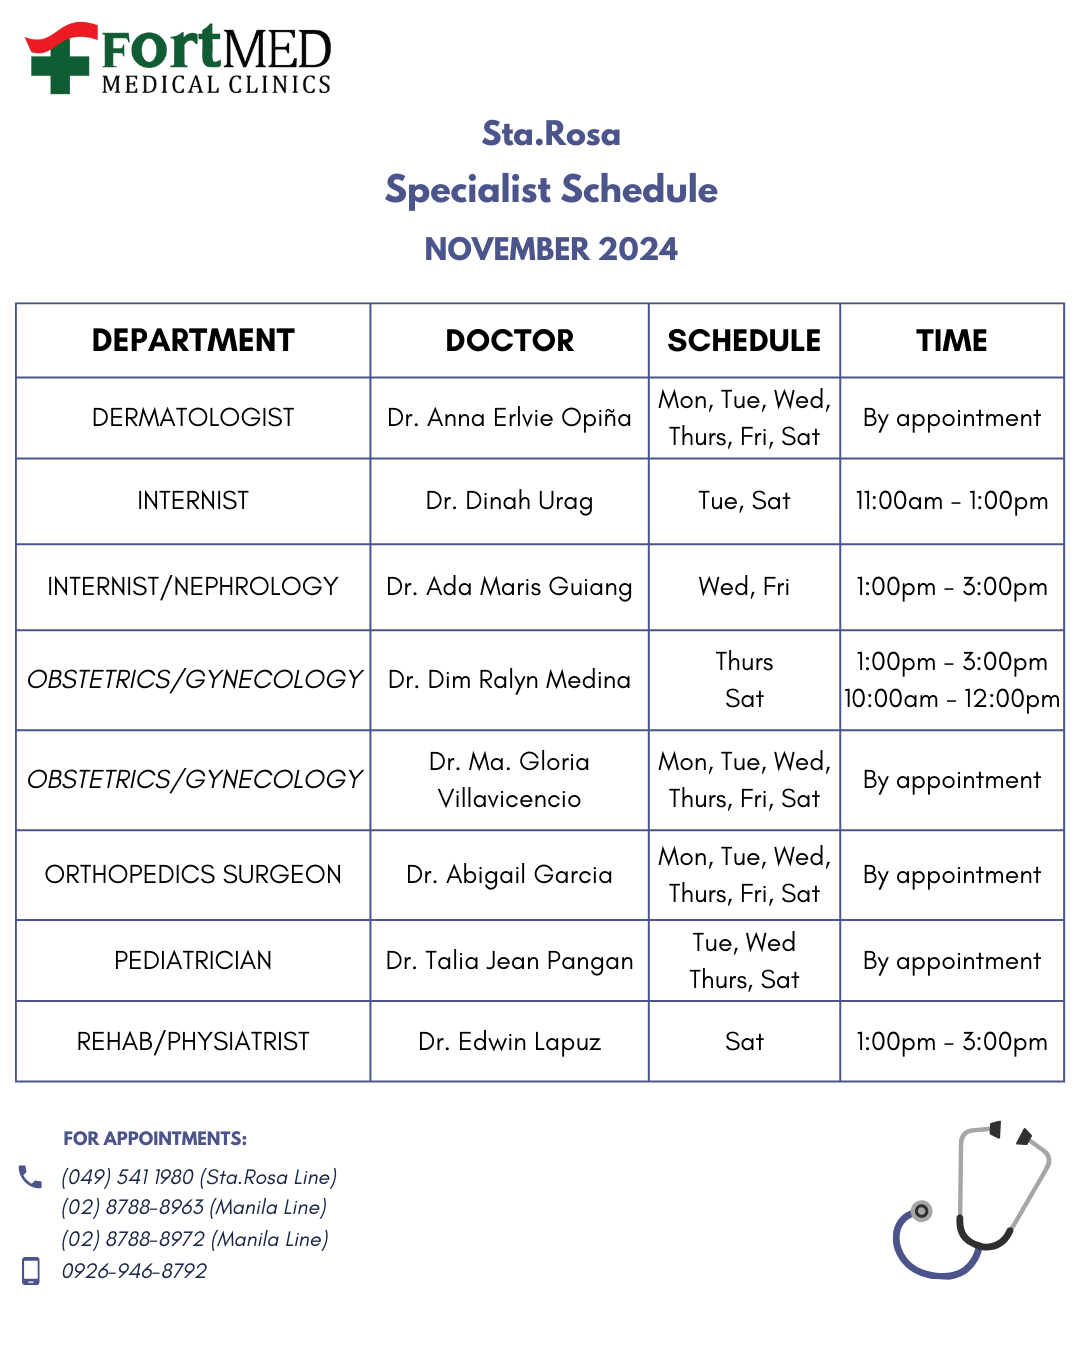 FortMED
MEDICAL CLINICS
Sta.Rosa
Specialist Schedule
NOVEMBER 2024
DEPARTMENT DOCTOR SCHEDULE TIME
DERMATOLOGIST Dr. Anna Erlvie Opiña Mon, Tue, Wed, By appointment
Thurs, Fri, Sat
INTERNIST Dr. Dinah Urag Tue, Sat 11:00am - 1:00pm
INTERNIST/NEPHROLOGY Dr. Ada Maris Guiang Wed, Fri 1:00pm - 3:00pm
OBSTETRICS/GYNECOLOGY Dr. Dim Ralyn Medina Thurs 1:00pm - 3:00pm
Sat 10:00am - 12:00pm
OBSTETRICS/GYNECOLOGY Dr. Ma. Gloria Mon, Tue, Wed, By appointment
Villavicencio Thurs, Fri, Sat
ORTHOPEDICS SURGEON Dr. Abigail Garcia Mon, Tue, Wed, By appointment
Thurs, Fri, Sat
PEDIATRICIAN Dr. Talia Jean Pangan Tue, Wed By appointment
Thurs, Sat
REHAB/PHYSIATRIST Dr. Edwin Lapuz Sat 1:00pm - 3:00pm
FOR APPOINTMENTS:
(049) 541 1980 (Sta.Rosa Line)
(02) 8788-8963 (Manila Line)
(02) 8788-8972 (Manila Line)
0926-946-8792